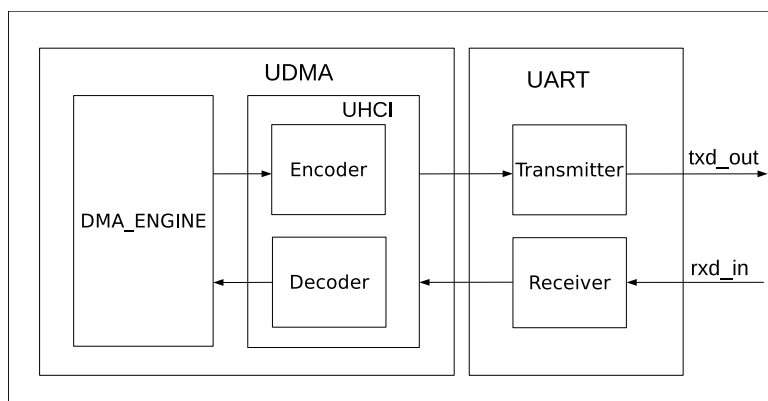 UDMA
UART
UHCI
DMA_ENGINE
Encoder
Transmitter
txd_out
Decoder
Receiver
rxd_in